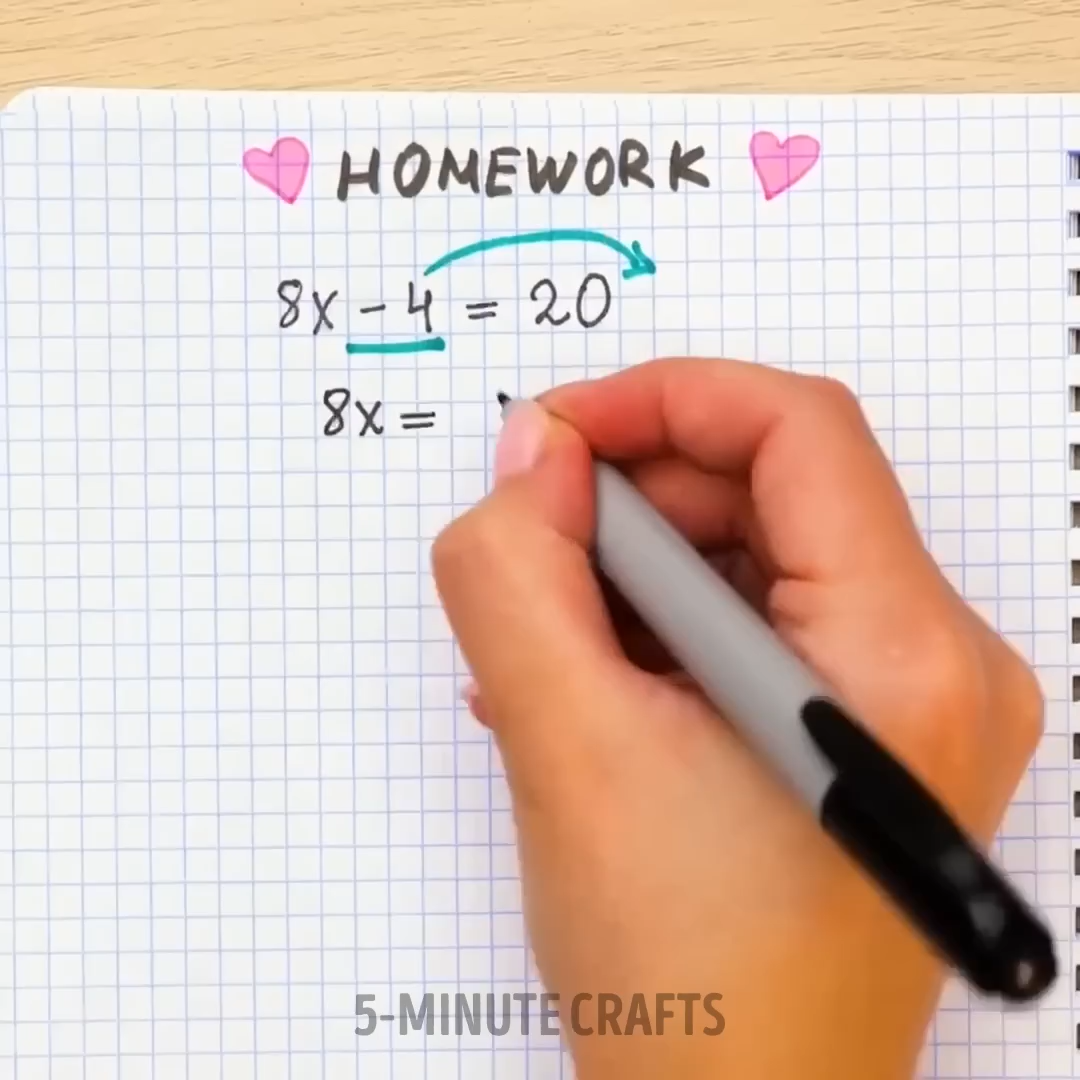 HOMEWORK
8x - 4 = 20
8x =
5-MINUTE CRAFTS